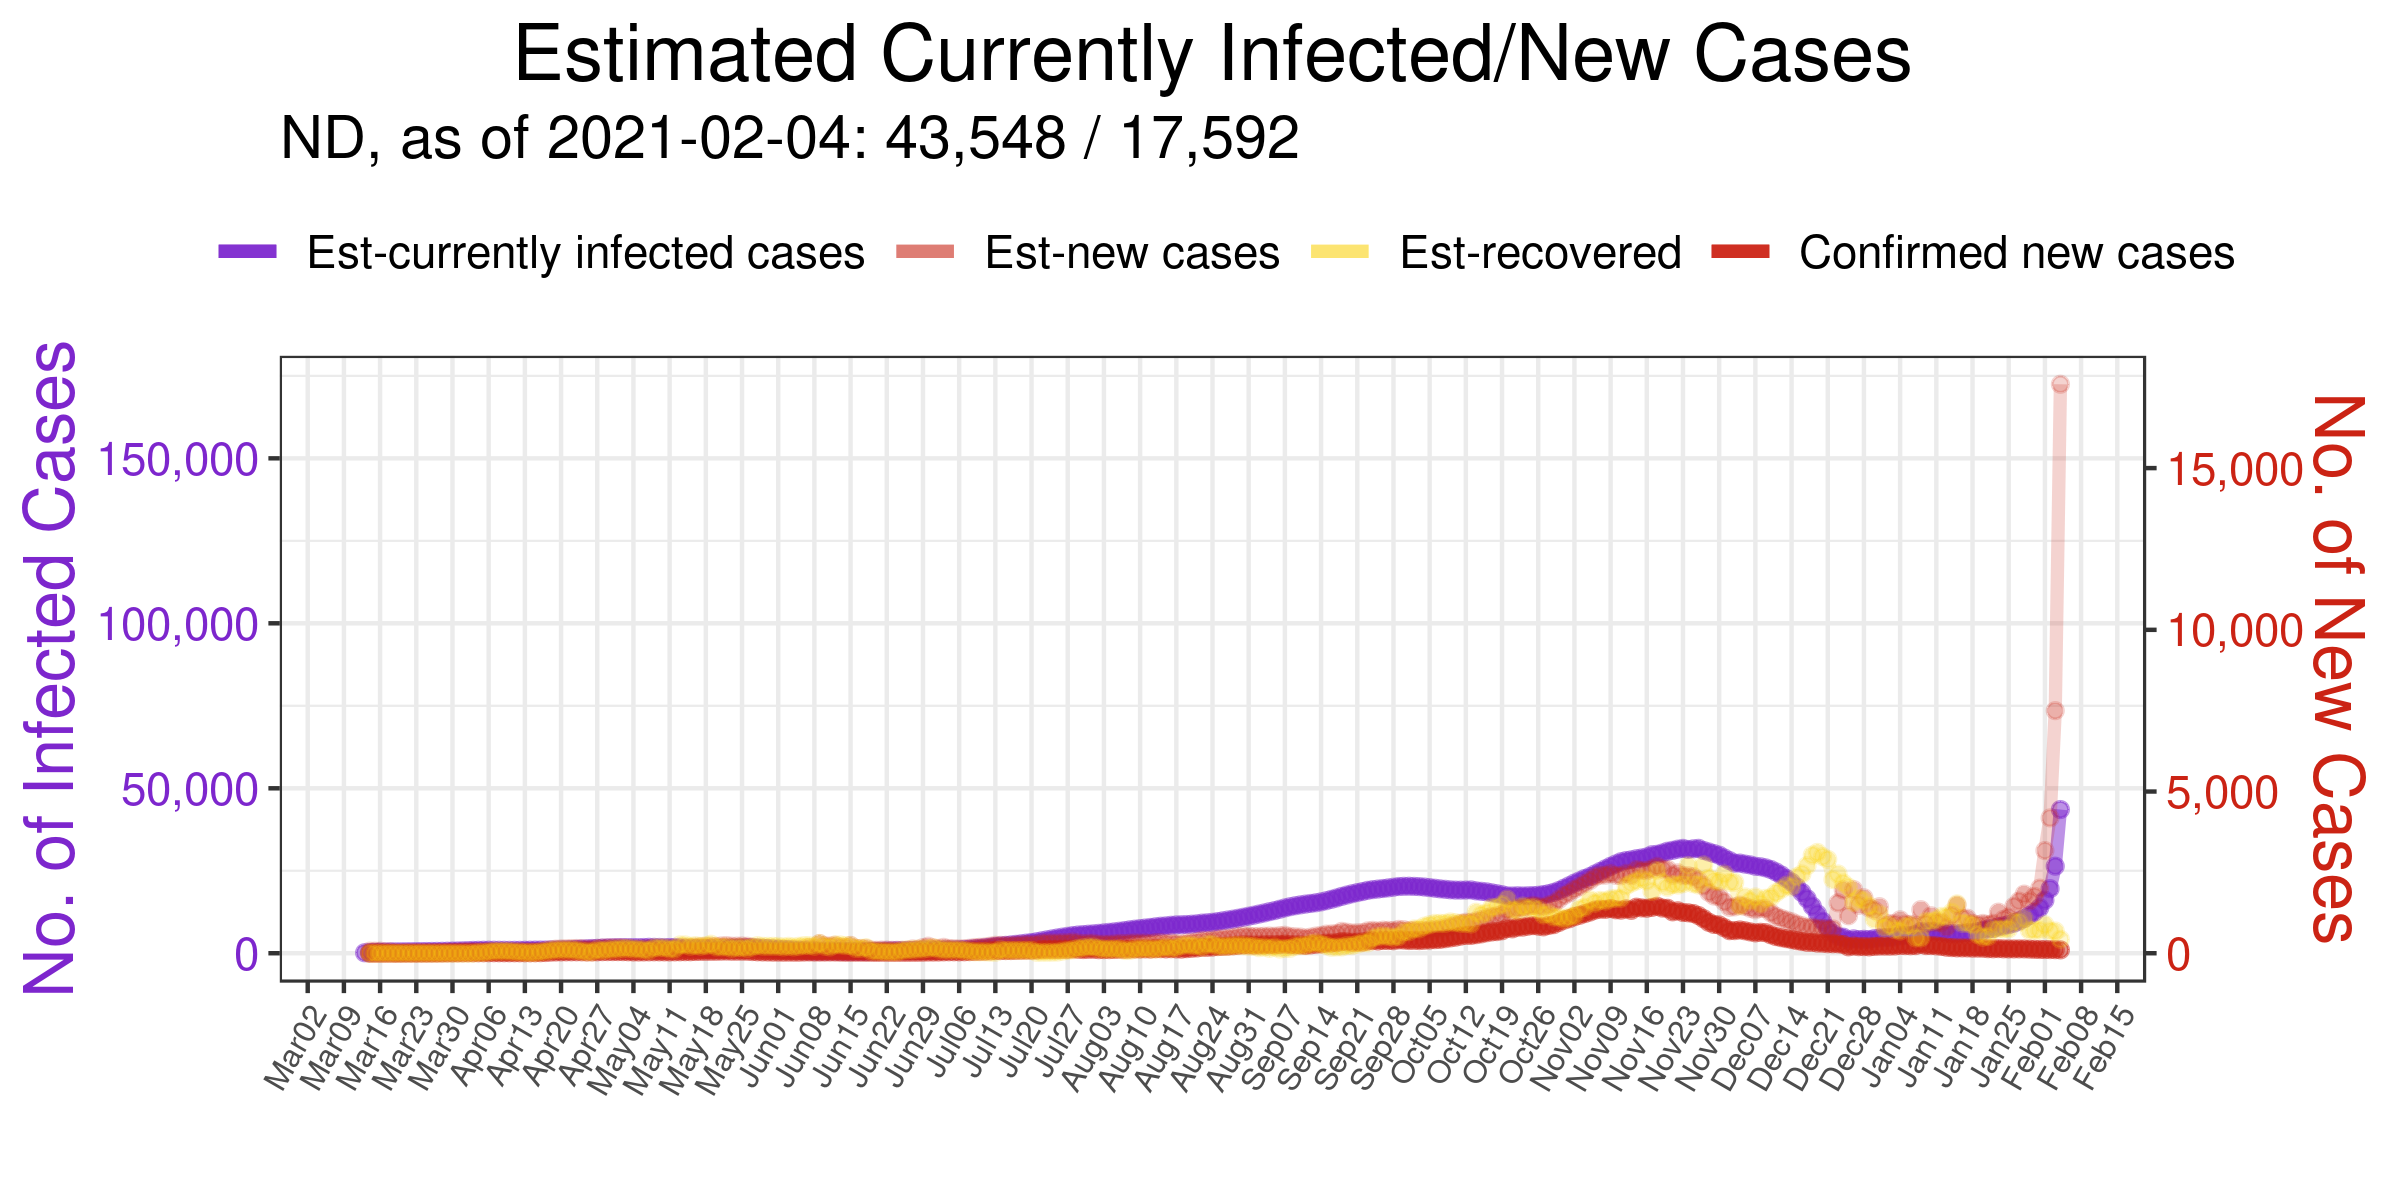 Estimated Currently Infected/New Cases
ND, as of 2021-02-04: 43,548 / 17,592
Est-currently infected cases Est-new cases Est-recovered Confirmed new cases
No. of Infected Cases
150,000
100,000
50,000
0
15,000
10,000
5,000
0
No. of New Cases
Mar02 Mar09 Mar16 Mar23 Mar30 Apr06 Apr13 Apr20 Apr27 May04 May11 May18 May25 Jun01 Jun08 Jun15 Jun22 Jun29 Jul06 Jul13 Jul20 Jul27 Aug03 Aug10 Aug17 Aug24 Aug31 Sep07 Sep14 Sep21 Sep28 Oct05 Oct12 Oct19 Oct26 Nov02 Nov09 Nov16 Nov23 Nov30 Dec07 Dec14 Dec21 Dec28 Jan04 Jan11 Jan18 Jan25 Feb01 Feb08 Feb15